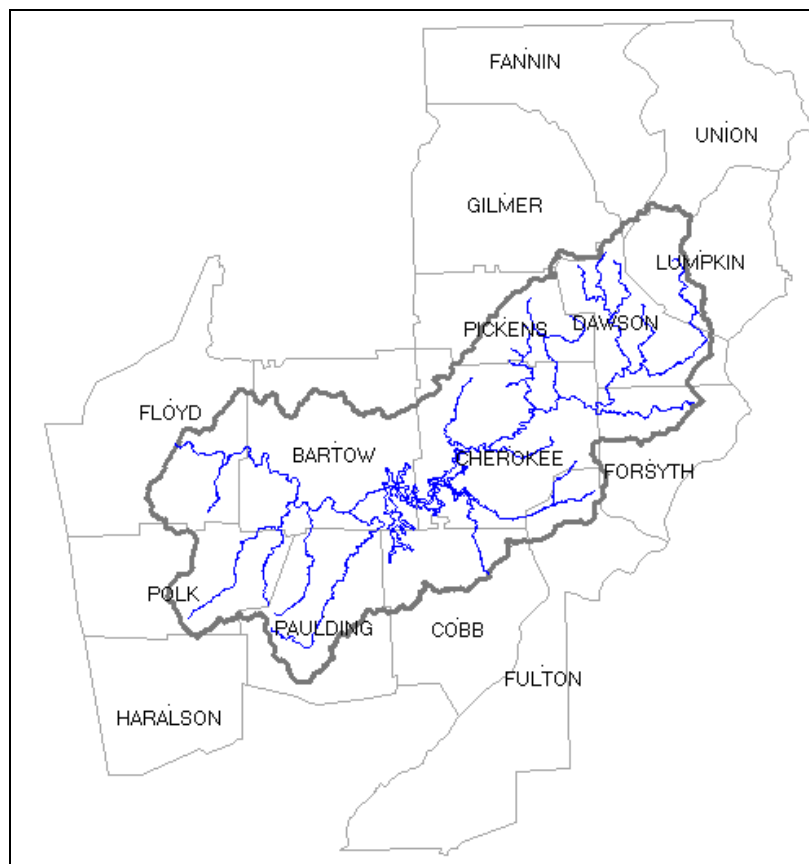 FANNIN
UNION
GILMER
LUMPKIN
PICKENS
DAWSON
FLOYD
BARTOW
CHEROKEE
FORSYTH
POLK
PAULDING
COBB
FULTON
HARALSON